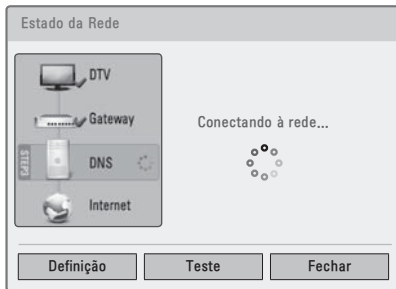 Estado da Rede
DTV
Gateway
Conectando à rede...
STEP3
DNS
Internet
Definição
Teste
Fechar